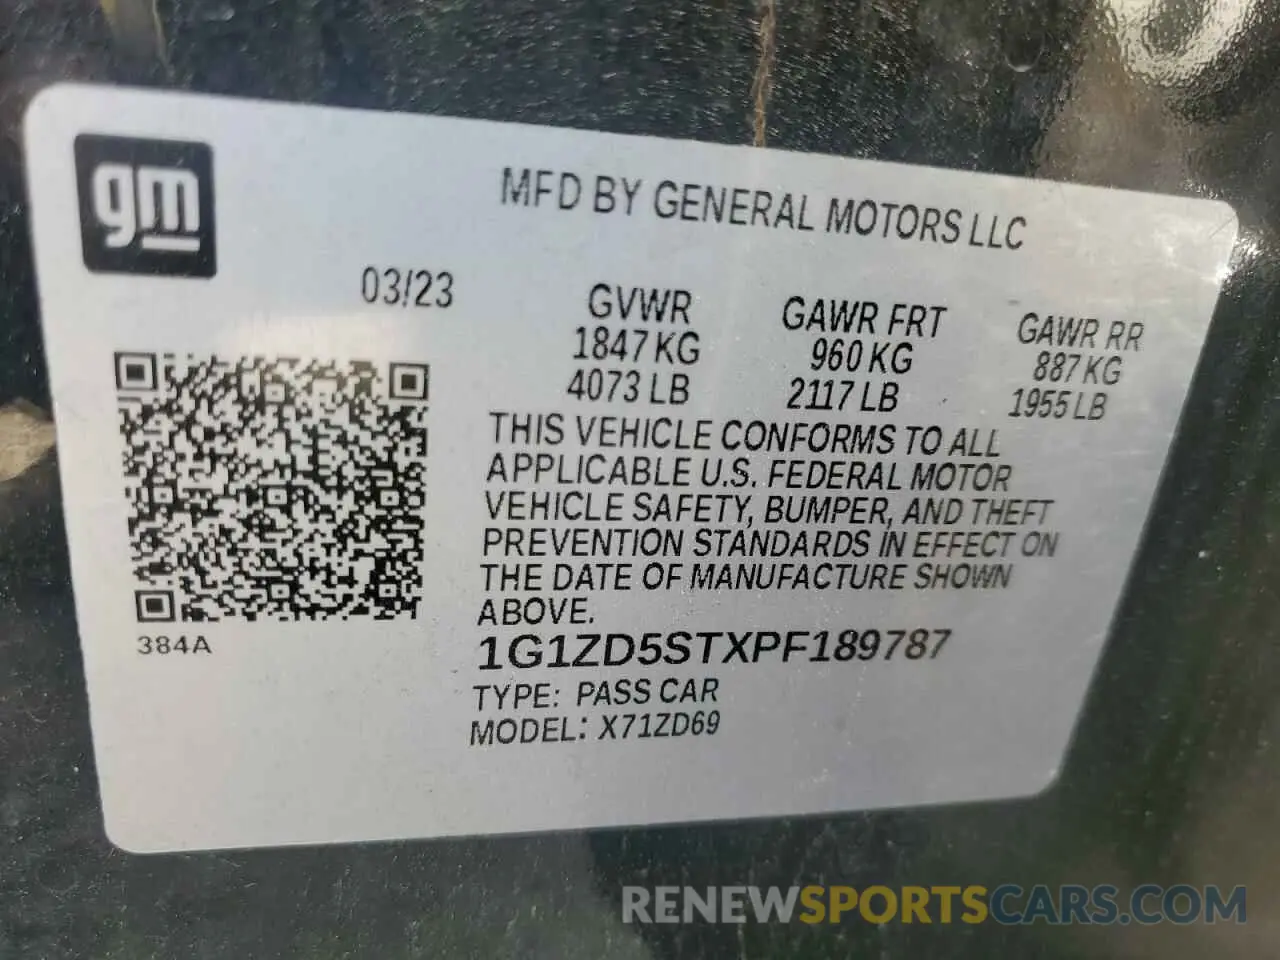 gm
MFD BY GENERAL MOTORS LLC
03/23
GVWR
1847 KG
4073 LB
GAWR FRT
960 KG
2117 LB
GAWR RR
887 KG
1955 LB
THIS VEHICLE CONFORMS TO ALL
APPLICABLE U.S. FEDERAL MOTOR
VEHICLE SAFETY, BUMPER, AND THEFT
PREVENTION STANDARDS IN EFFECT ON
THE DATE OF MANUFACTURE SHOWN
ABOVE.
384A
1G1ZD5STXPF189787
TYPE: PASS CAR
MODEL: X71ZD69
RENEWSPORTSCARS.COM